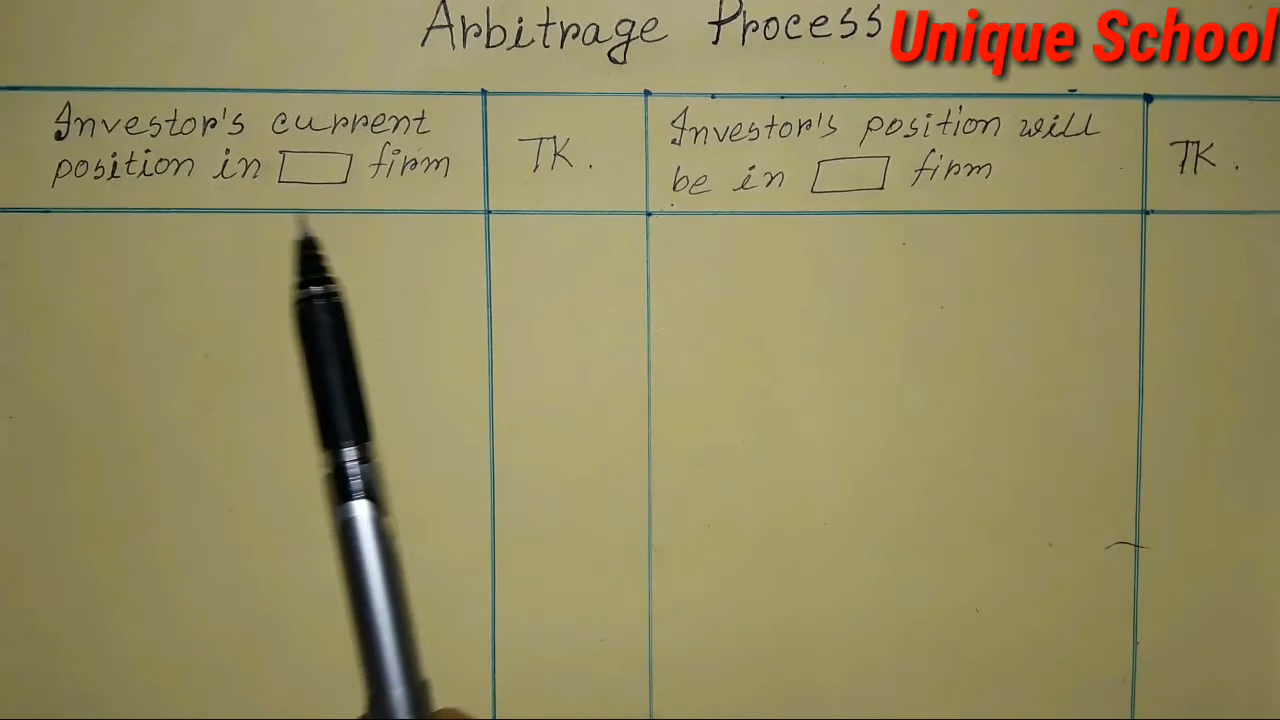 Arbitrage Process
Unique School
Investor's current
position in firm
TK.
Investor's position will
be in firm
TK.